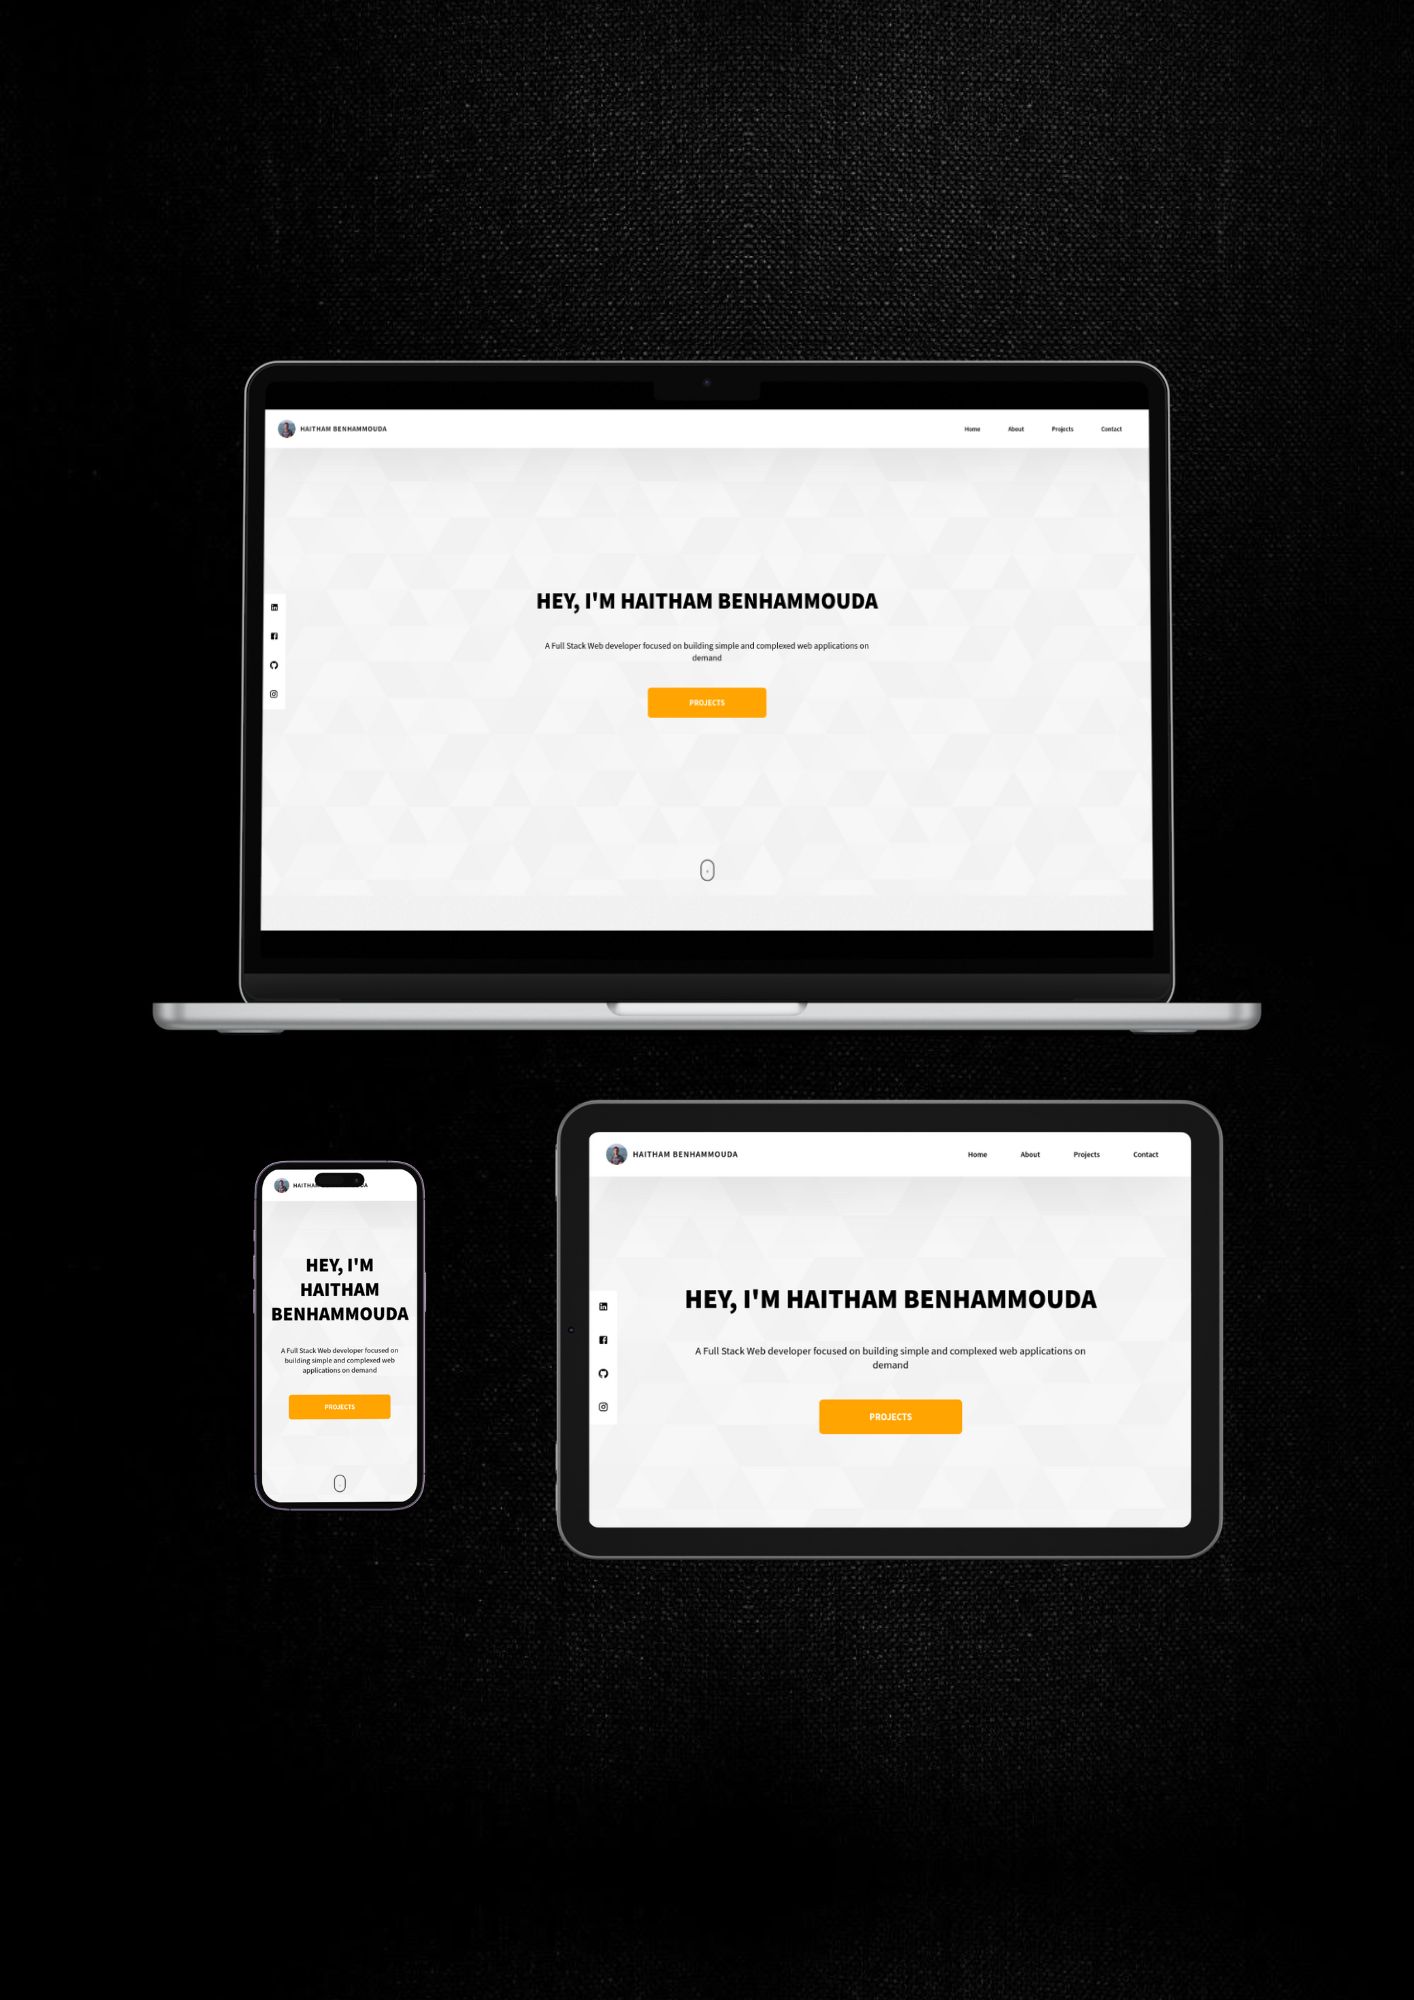 HAITHAM BENHAMMOUDA
Home About Projects Contact
HEY, I'M HAITHAM BENHAMMOUDA
A Full Stack Web developer focused on building simple and complexed web applications on
demand
PROJECTS
HAITHAM BENHAMMOUDA
Home About Projects Contact
HEY, I'M HAITHAM BENHAMMOUDA
A Full Stack Web developer focused on building simple and complexed web applications on
demand
PROJECTS
HEY, I'M
HAITHAM
BENHAMMOUDA
A Full Stack Web developer focused on
building simple and complexed web
applications on demand
PROJECTS